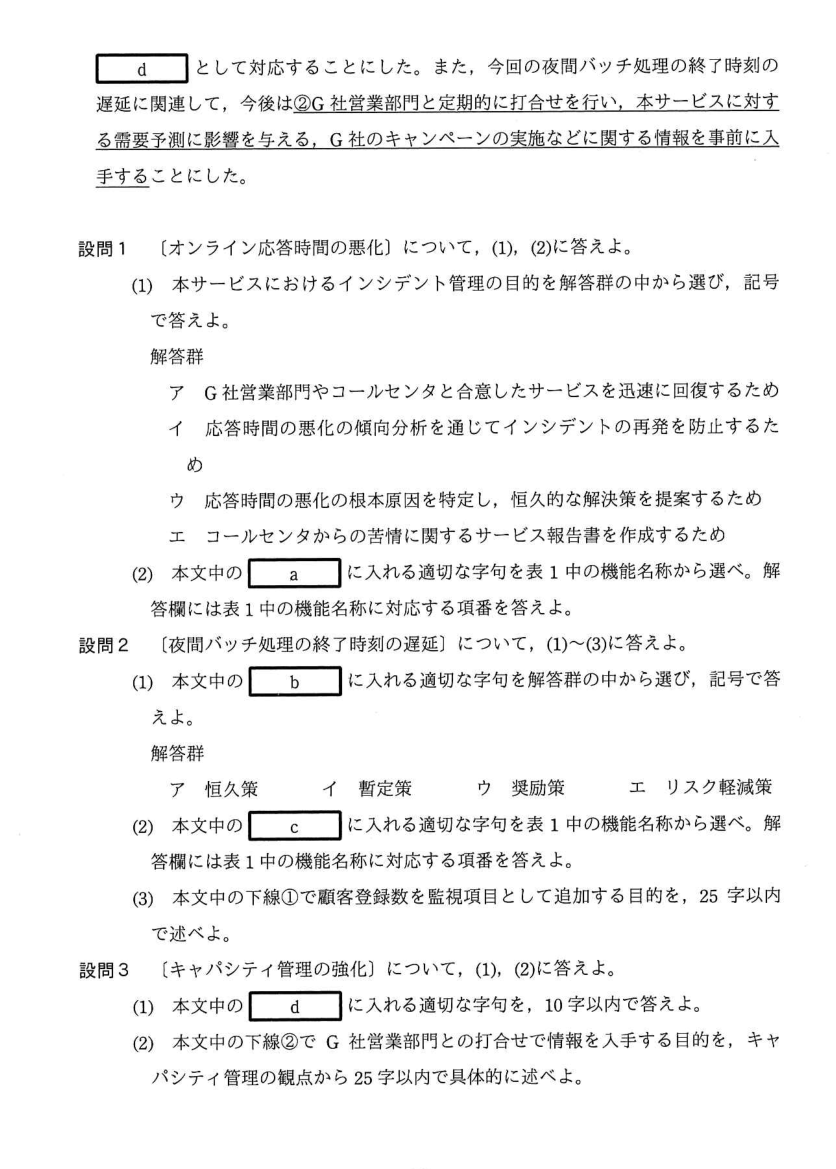 d として対応することにした。また，今回の夜間バッチ処理の終了時刻の
遅延に関連して，今後は②G 社営業部門と定期的に打合せを行い，本サービスに対す
る需要予測に影響を与える，G 社のキャンペーンの実施などに関する情報を事前に入
手することにした。
設問１ 〔オンライン応答時間の悪化〕について，(1)，(2)に答えよ。
(1) 本サービスにおけるインシデント管理の目的を解答群の中から選び，記号
で答えよ。
解答群
ア G 社営業部門やコールセンタと合意したサービスを迅速に回復するため
イ 応答時間の悪化の傾向分析を通じてインシデントの再発を防止するた
め
ウ 応答時間の悪化の根本原因を特定し，恒久的な解決策を提案するため
エ コールセンタからの苦情に関するサービス報告書を作成するため
(2) 本文中の a に入れる適切な字句を表 1 中の機能名称から選べ。解
答欄には表 1 中の機能名称に対応する項番を答えよ。
設問２ 〔夜間バッチ処理の終了時刻の遅延〕について，(1)～(3)に答えよ。
(1) 本文中の b に入れる適切な字句を解答群の中から選び，記号で答
えよ。
解答群
ア 恒久策 イ 暫定策 ウ 奨励策 エ リスク軽減策
(2) 本文中の c に入れる適切な字句を表 1 中の機能名称から選べ。解
答欄には表 1 中の機能名称に対応する項番を答えよ。
(3) 本文中の下線①で顧客登録数を監視項目として追加する目的を，25 字以内
で述べよ。
設問３ 〔キャパシティ管理の強化〕について，(1)，(2)に答えよ。
(1) 本文中の d に入れる適切な字句を，10 字以内で答えよ。
(2) 本文中の下線②で G 社営業部門との打合せで情報を入手する目的を，キャ
パシティ管理の観点から 25 字以内で具体的に述べよ。